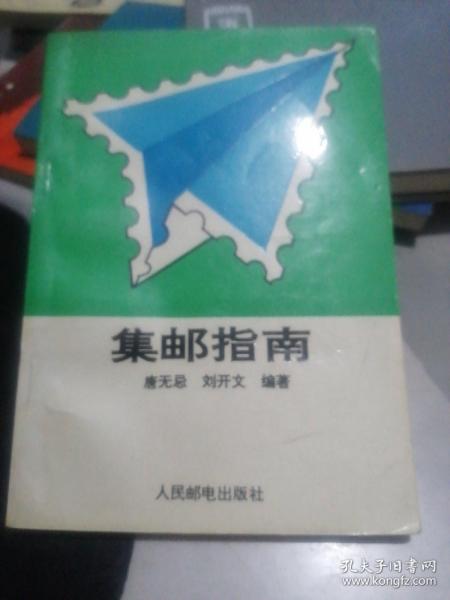 集邮指南
唐无忌 刘开文 编著
人民邮电出版社
孔夫子旧书网
www.kongfz.com